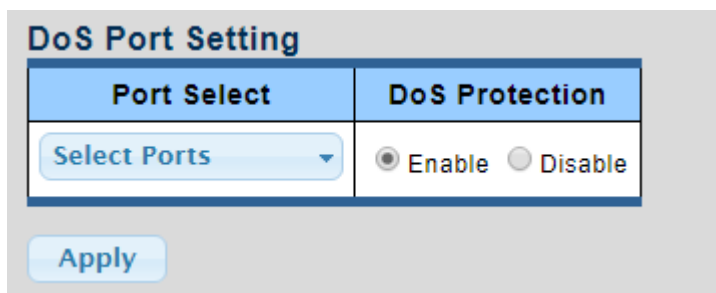 DoS Port Setting
Port Select DoS Protection
Select Ports Enable Disable
Apply